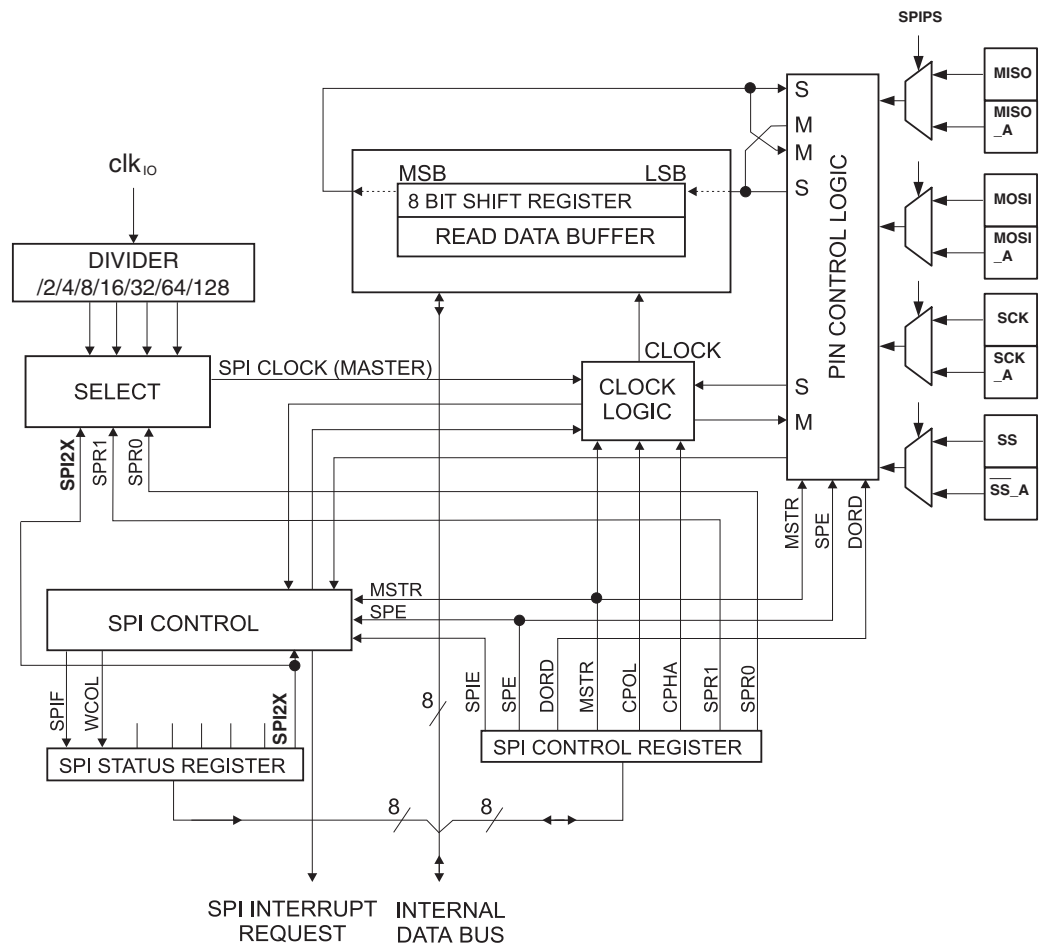 SPIPS
MISO
MISO
_A
MOSI
MOSI
_A
SCK
SCK
_A
SS
SS_A
S
M
M
S
S
M
PIN CONTROL LOGIC
MSTR
SPE
DORD
clkIO
DIVIDER
/2/4/8/16/32/64/128
SELECT
SPI2X
SPR1
SPR0
MSB
LSB
8 BIT SHIFT REGISTER
READ DATA BUFFER
SPI CLOCK (MASTER)
CLOCK
CLOCK
LOGIC
SPI CONTROL
MSTR
SPE
SPIF
WCOL
SPI2X
SPI STATUS REGISTER
SPIE
SPE
DORD
MSTR
CPOL
CPHA
SPR1
SPR0
SPI CONTROL REGISTER
8
8
8
SPI INTERRUPT
REQUEST
INTERNAL
DATA BUS